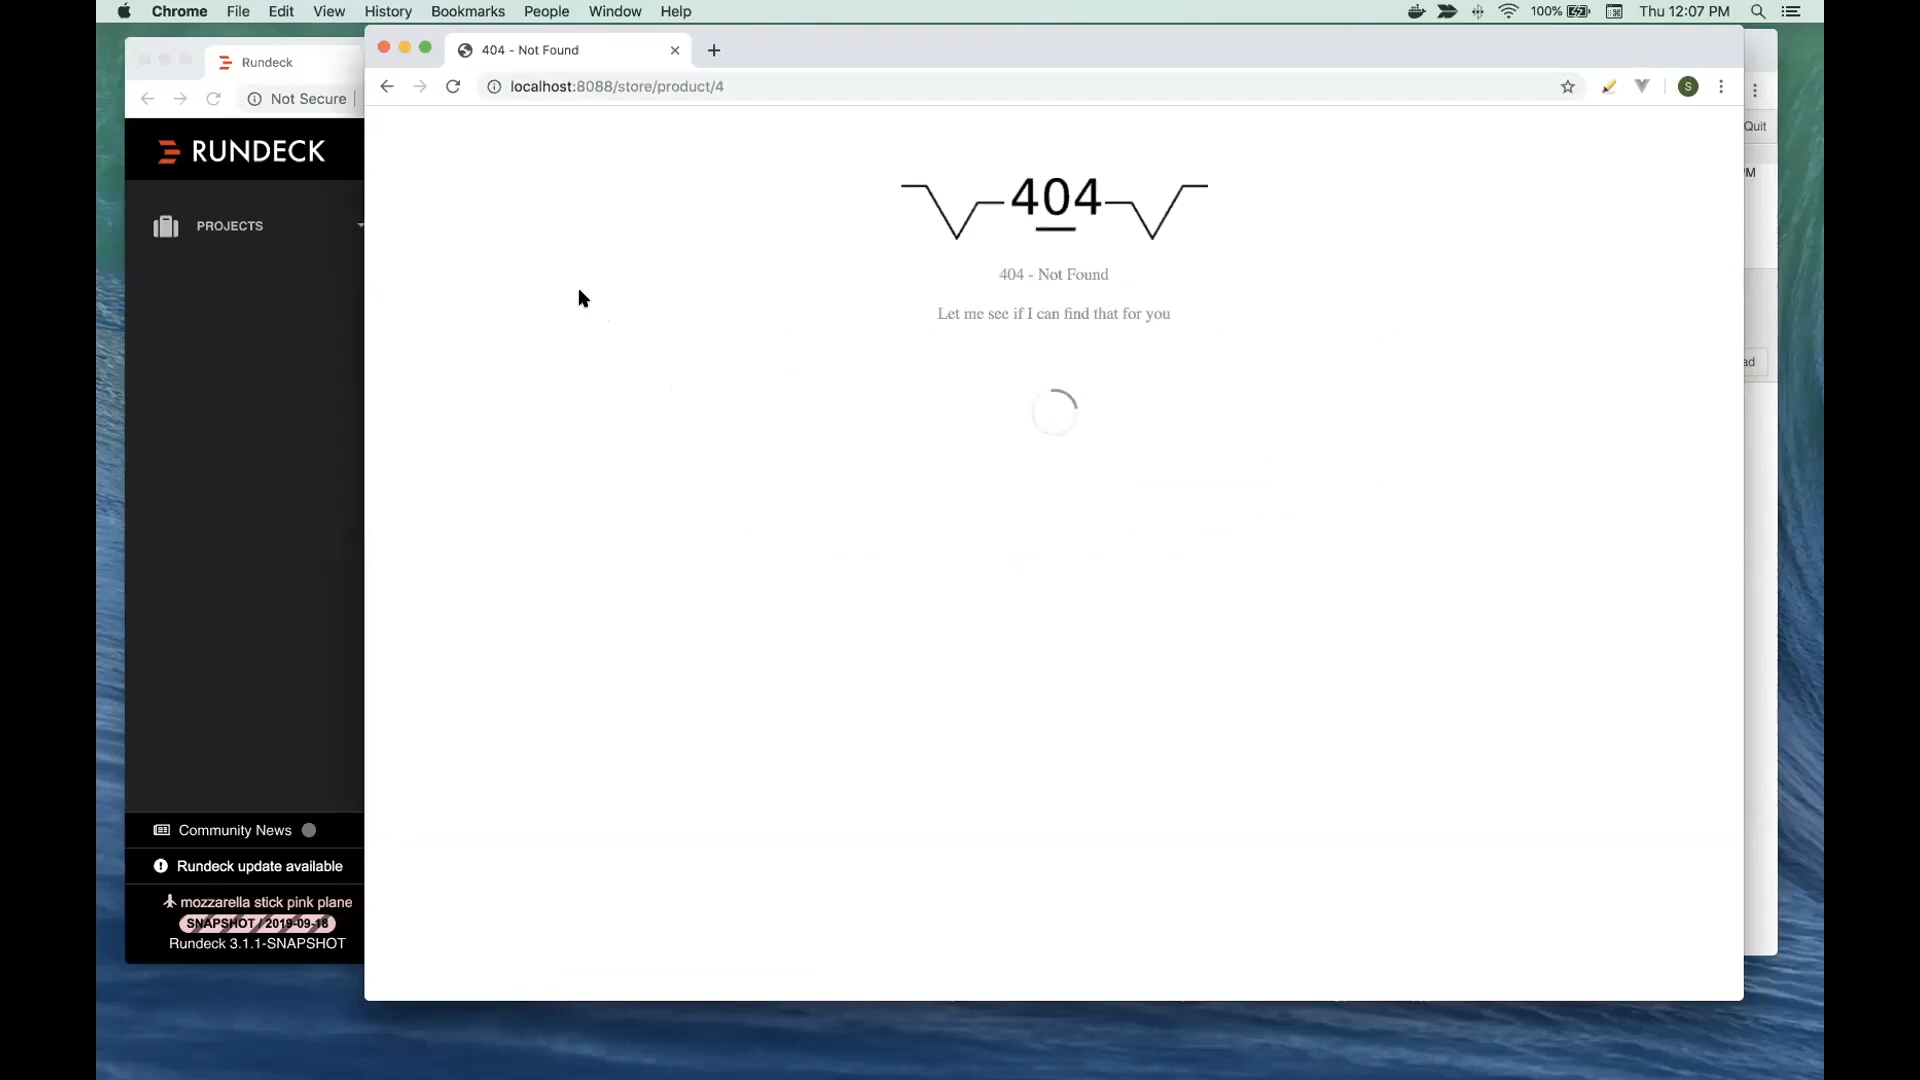 Chrome File Edit View History Bookmarks People Window Help 100% Thu 12:07 PM
404 - Not Found
Rundeck
localhost:8088/store/product/4
S
Not Secure
Quit
RUNDECK
PM
404
PROJECTS
404 - Not Found
Let me see if I can find that for you
ad
Community News
Rundeck update available
mozzarella stick pink plane
SNAPSHOT / 2019-09-18
Rundeck 3.1.1-SNAPSHOT